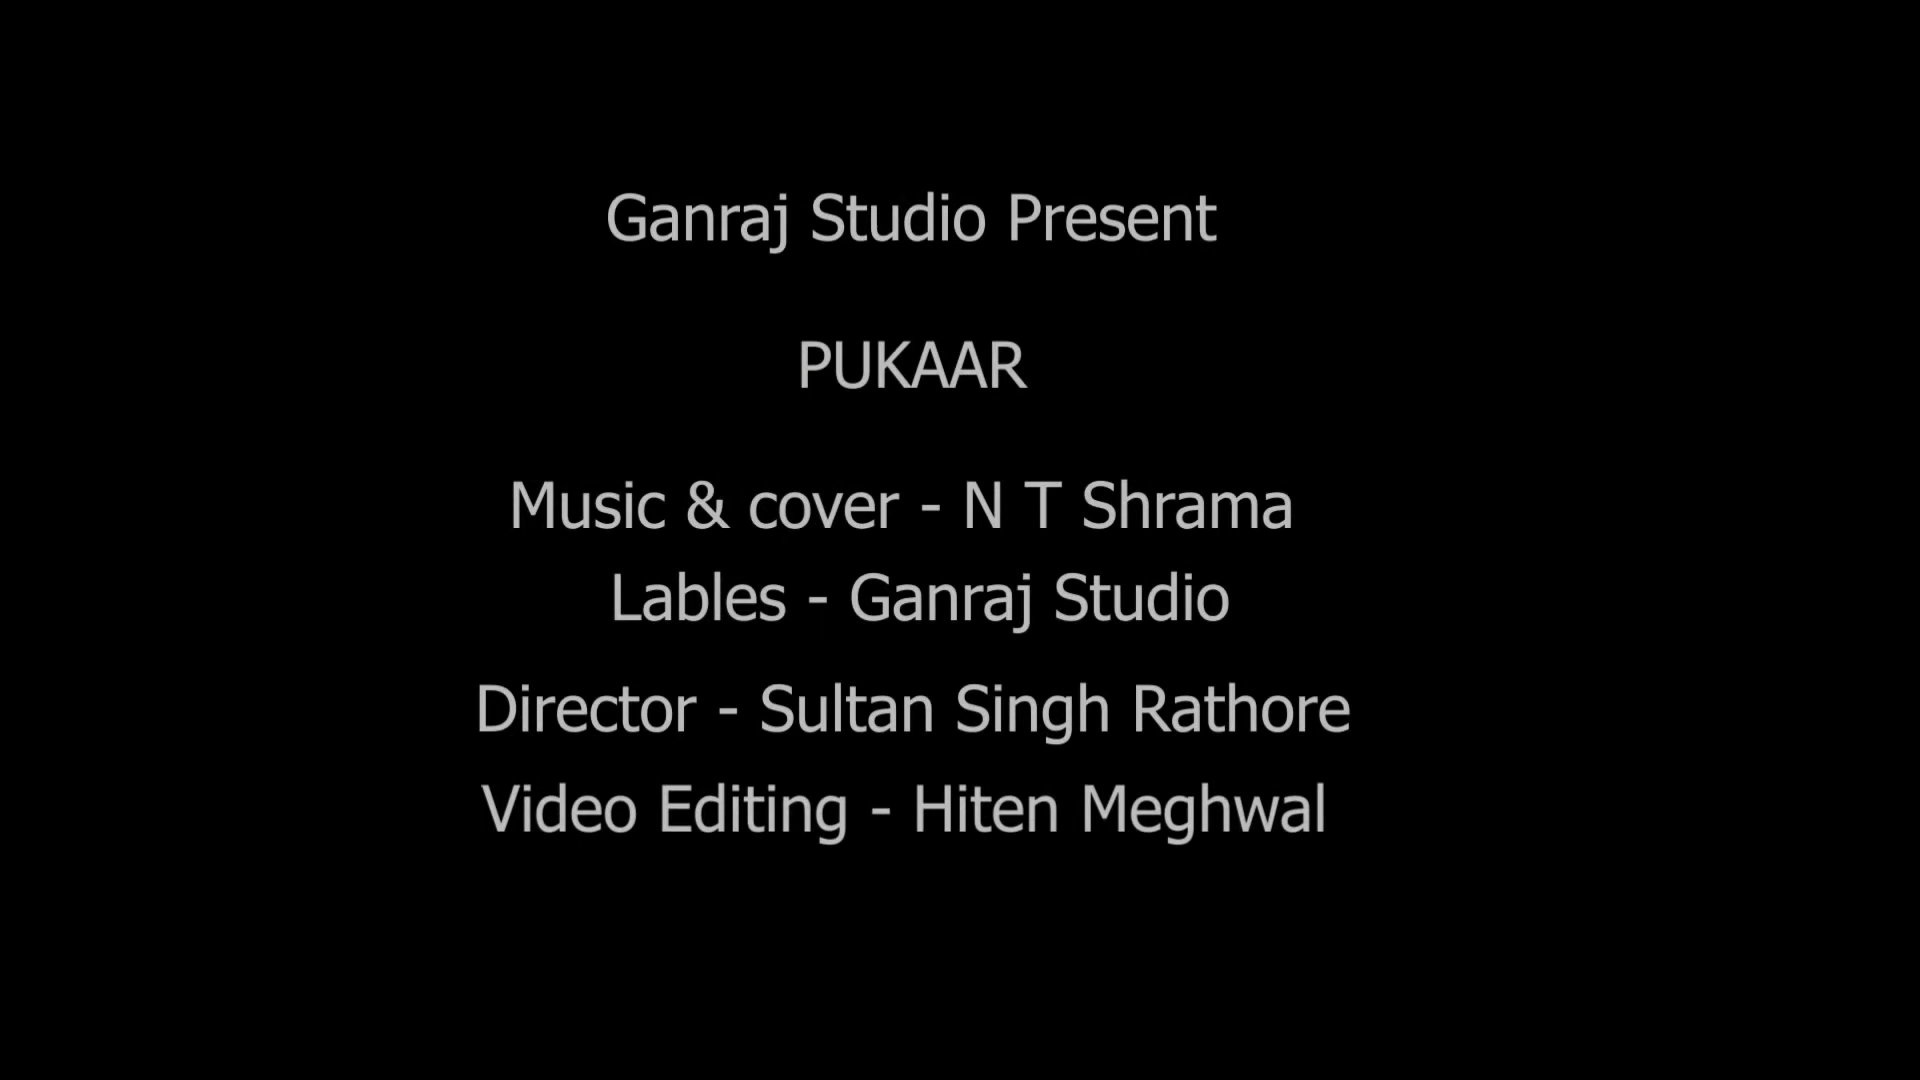 Ganraj Studio Present
PUKAAR
Music & cover - N T Shrama
Lables - Ganraj Studio
Director - Sultan Singh Rathore
Video Editing - Hiten Meghwal